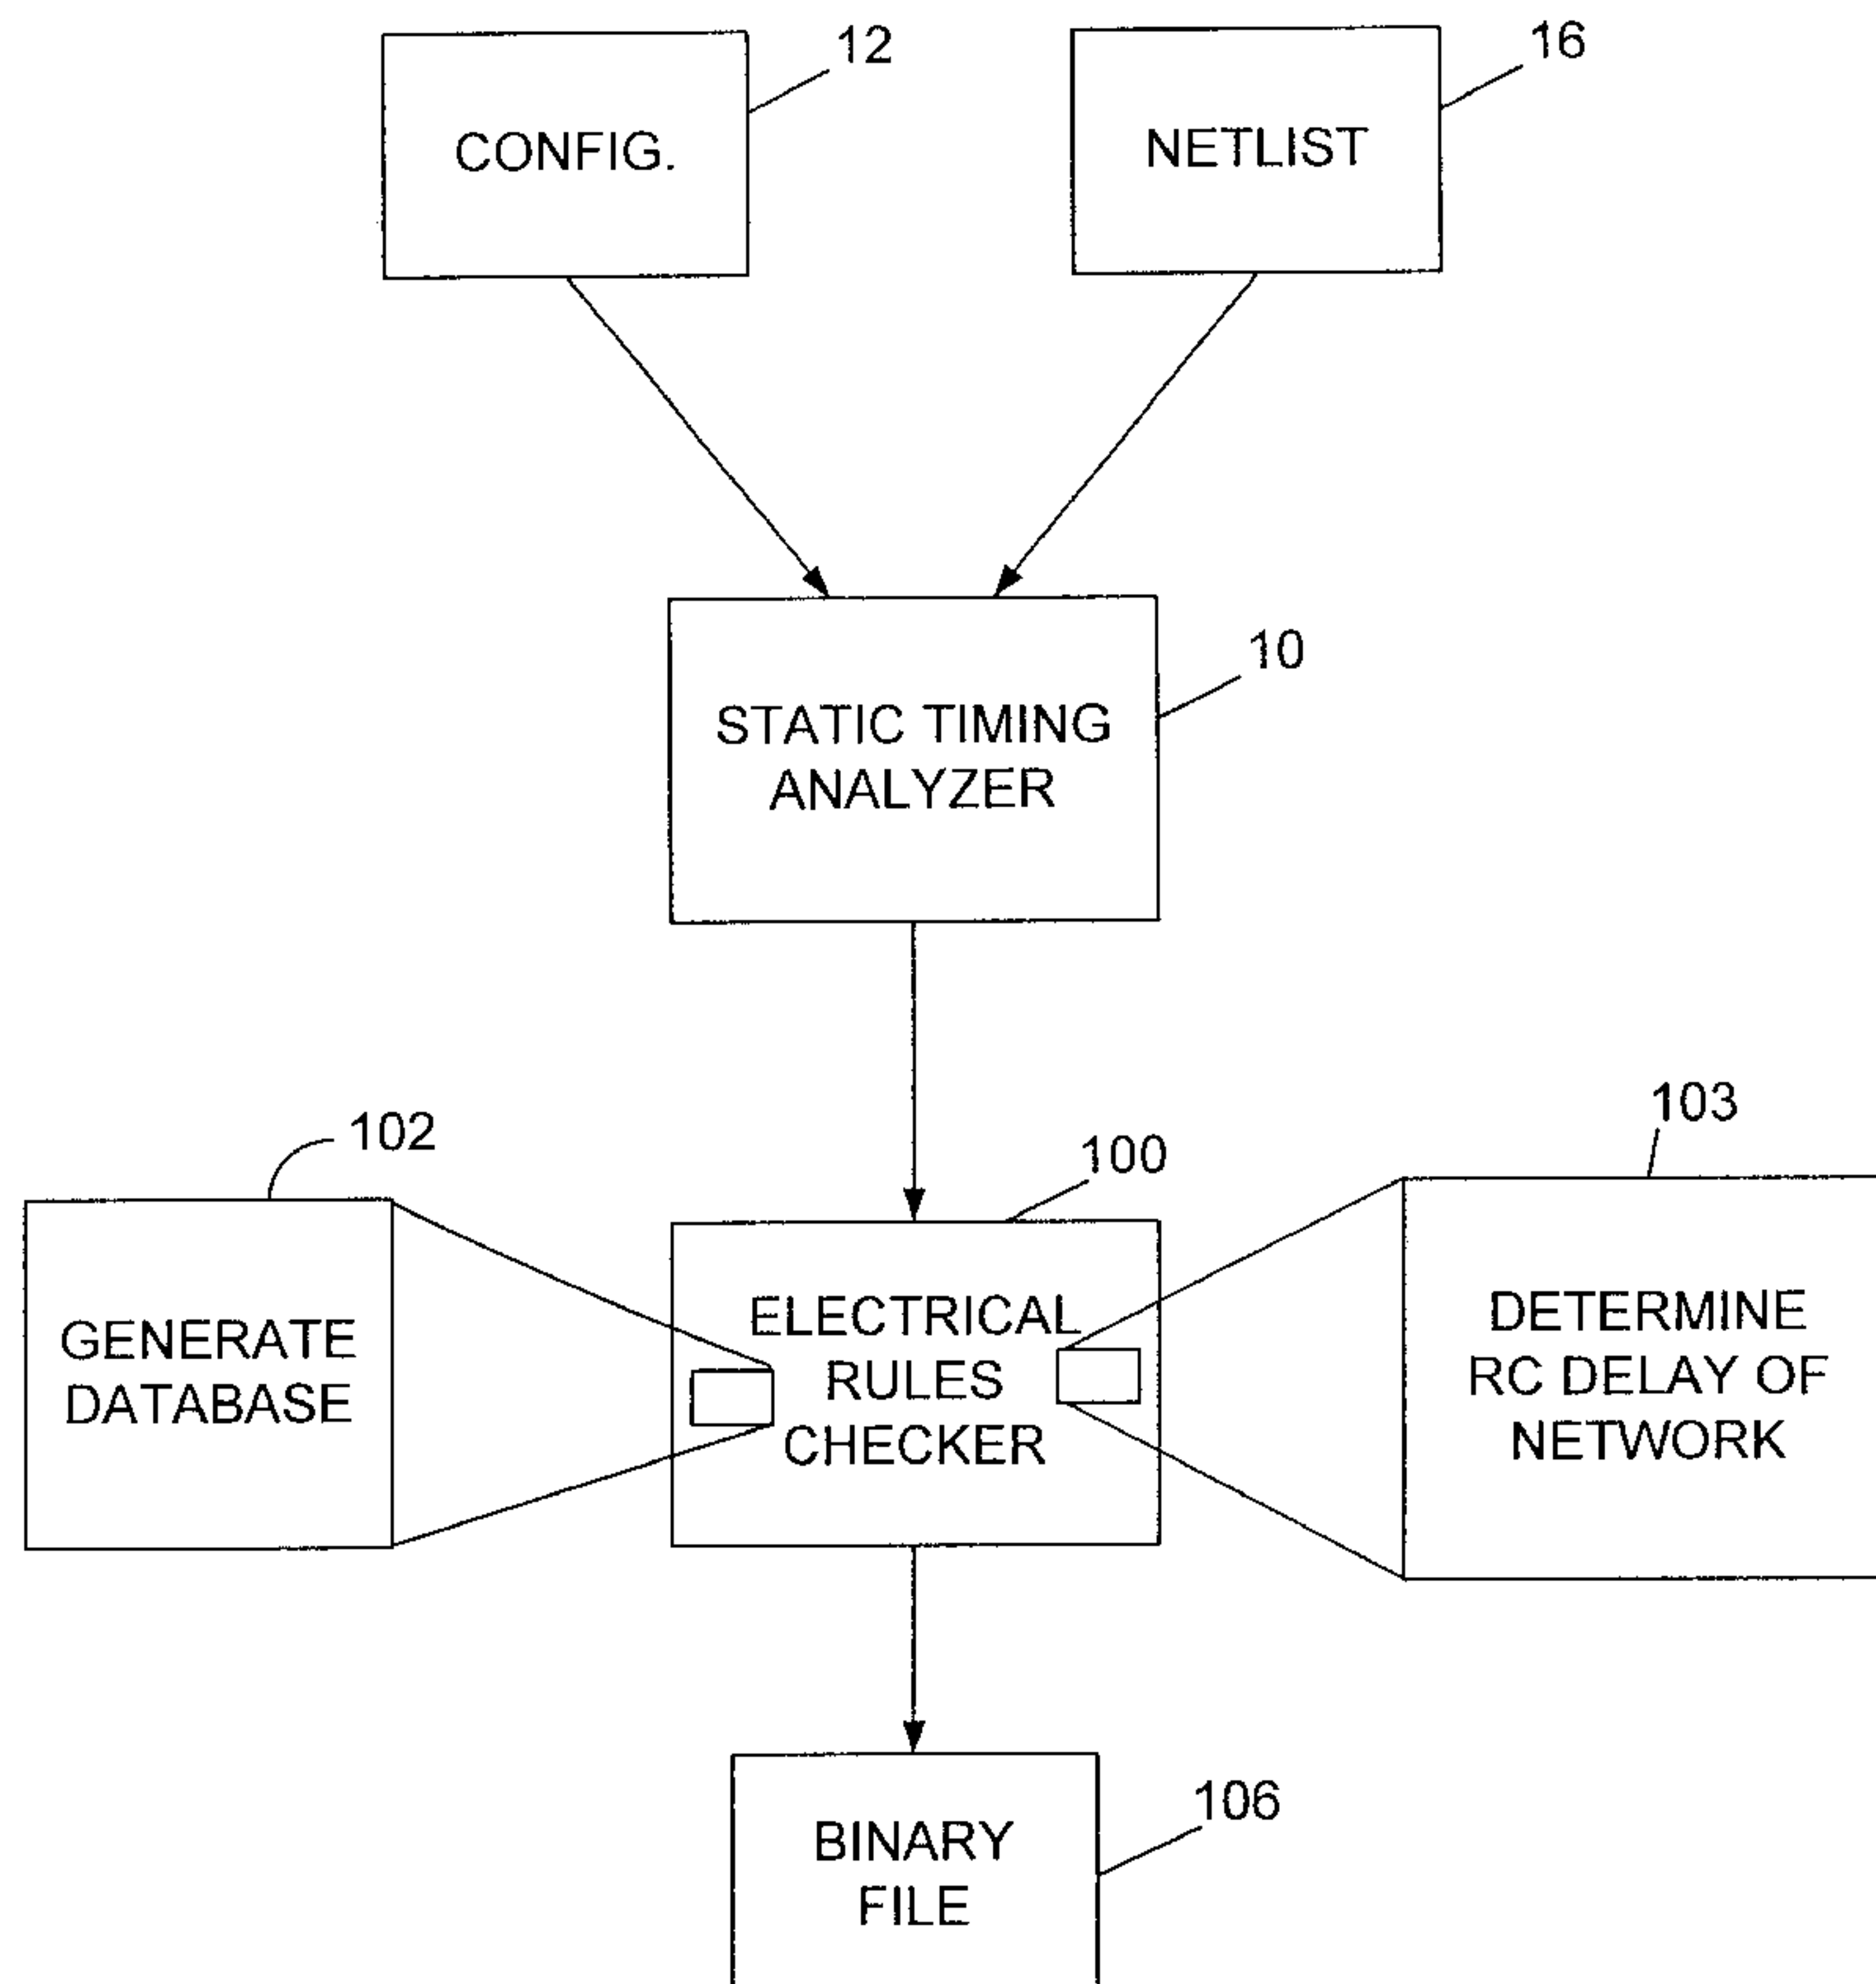 12
16
CONFIG.
NETLIST
10
STATIC TIMING
ANALYZER
102
100
103
GENERATE
DATABASE
ELECTRICAL
RULES
CHECKER
DETERMINE
RC DELAY OF
NETWORK
106
BINARY
FILE